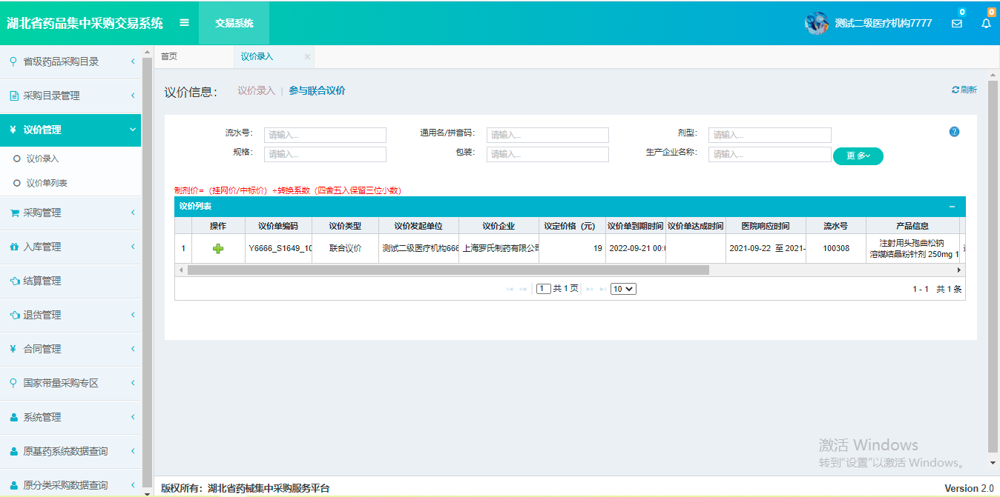 湖北省药品集中采购交易系统
交易系统
测试二级医疗机构7777
0
0
省级药品采购目录
采购目录管理
议价管理
议价录入
议价单列表
采购管理
入库管理
结算管理
退货管理
合同管理
国家带量采购专区
系统管理
原基药系统数据查询
原分类采购数据查询
首页
议价录入
议价信息：
议价录入 | 参与联合议价
刷新
流水号： 请输入... 通用名/拼音码： 请输入... 剂型： 请输入...
规格： 请输入... 包装： 请输入... 生产企业名称： 请输入... 更多
制剂价=（挂网价/中标价）÷转换系数（四舍五入保留三位小数）
议价列表
操作 议价单编码 议价类型 议价发起单位 议价企业 议定价格（元） 议价单到期时间 议价单达成时间 医院响应时间 流水号 产品信息
1 Y6666_S1649_10 联合议价 测试二级医疗机构666 上海罗氏制药有限公司 19 2022-09-21 00:0 2021-09-22 至 2021- 100308 注射用头孢曲松钠
溶媒结晶粉针剂 250mg 1
1 共 1 页 10
1 - 1 共 1 条
激活 Windows
转到"设置"以激活 Windows。
版权所有：湖北省药械集中采购服务平台
Version 2.0